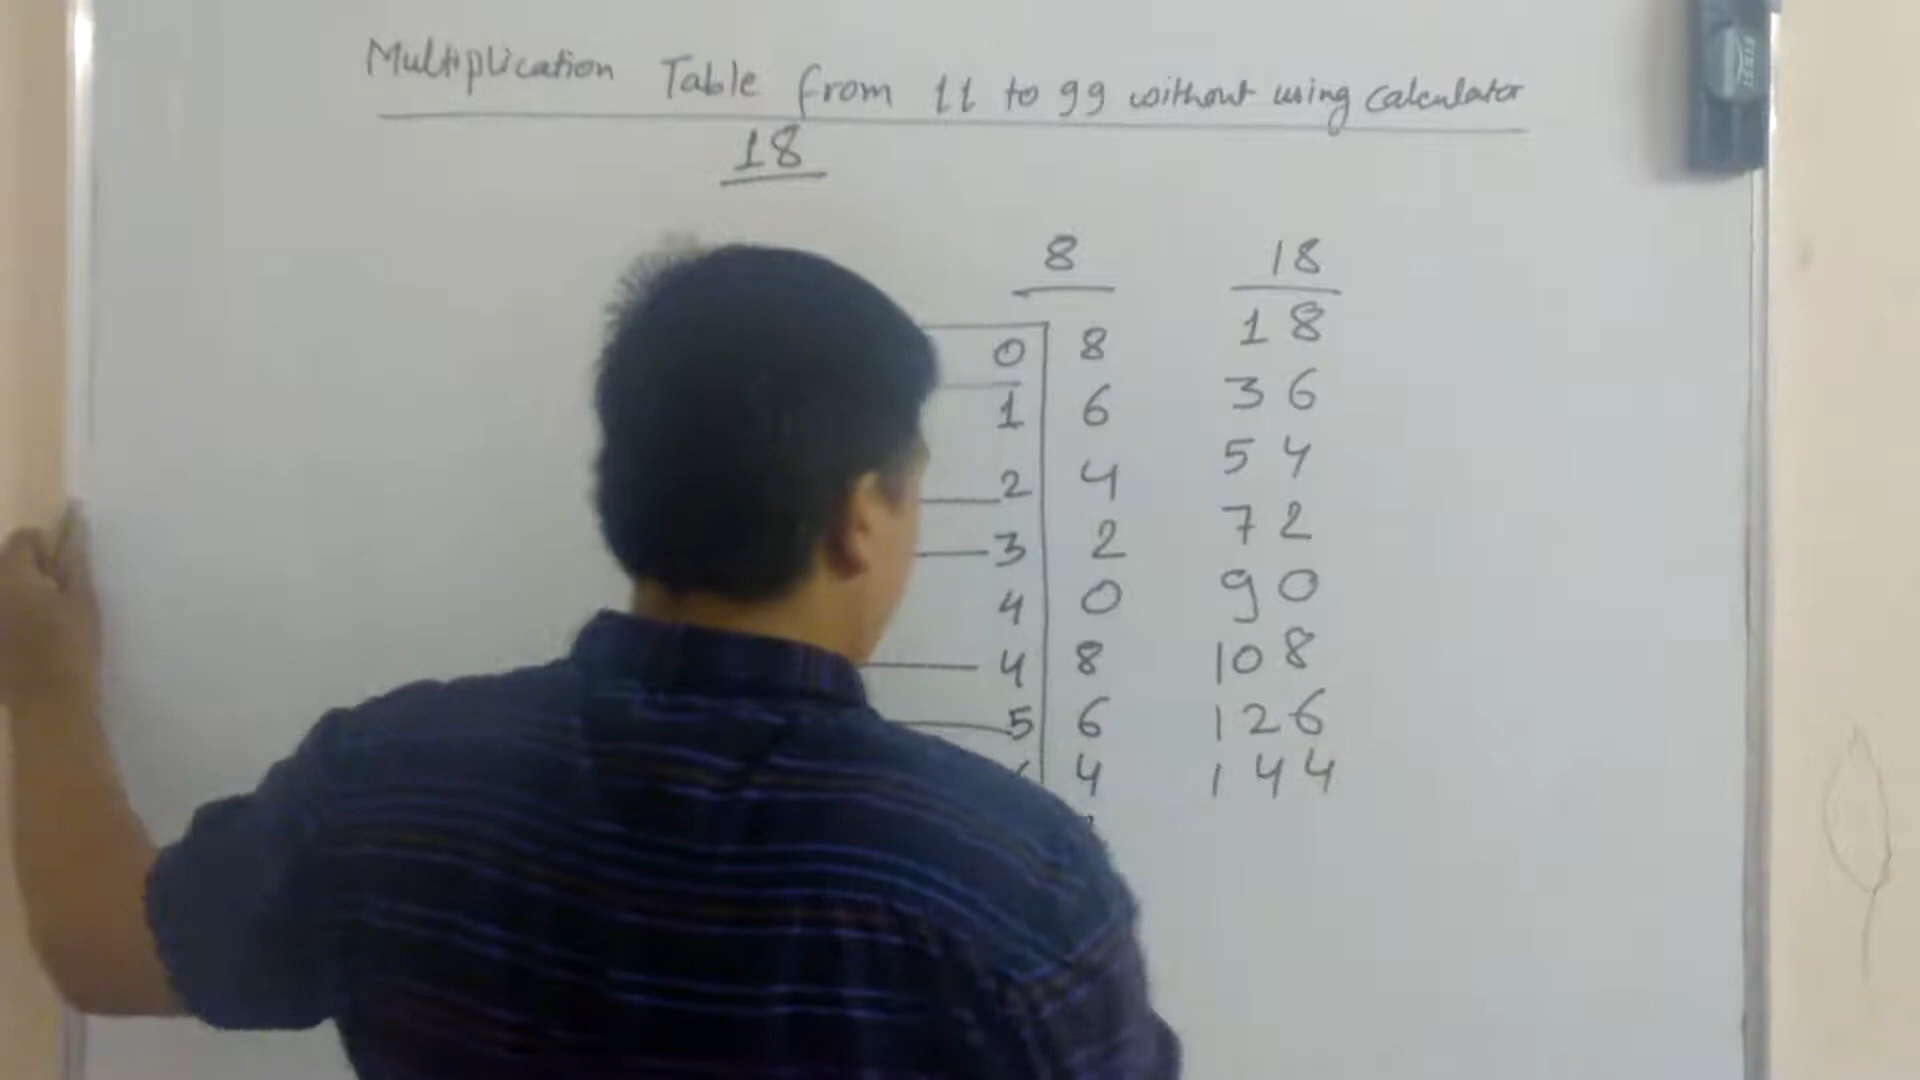 Multiplication Table from 11 to 99 without using calculator
18
8 18
0 8 18
1 6 36
2 4 54
3 2 72
4 0 90
4 8 108
5 6 126
4 144